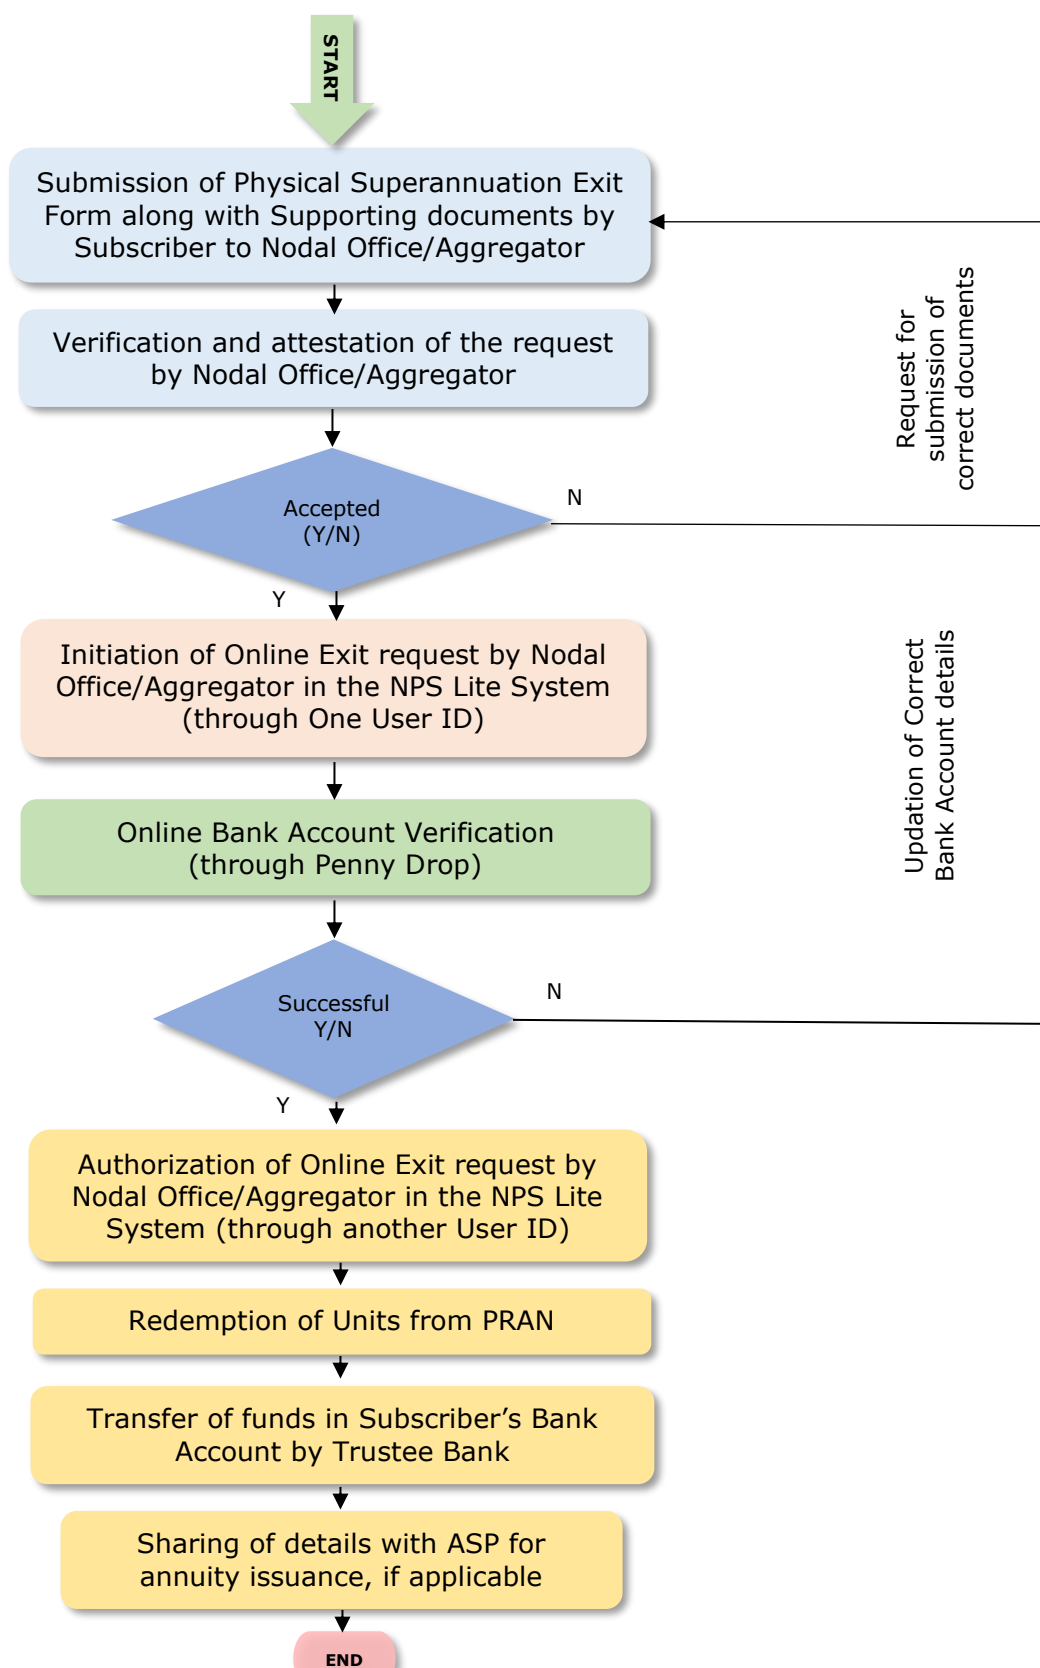 START
Submission of Physical Superannuation Exit
Form along with Supporting documents by
Subscriber to Nodal Office/Aggregator
Verification and attestation of the request
by Nodal Office/Aggregator
Request for
submission of
correct documents
Accepted
(Y/N)
N
Y
Initiation of Online Exit request by Nodal
Office/Aggregator in the NPS Lite System
(through One User ID)
Updation of Correct
Bank Account details
Online Bank Account Verification
(through Penny Drop)
Successful
Y/N
N
Y
Authorization of Online Exit request by
Nodal Office/Aggregator in the NPS Lite
System (through another User ID)
Redemption of Units from PRAN
Transfer of funds in Subscriber’s Bank
Account by Trustee Bank
Sharing of details with ASP for
annuity issuance, if applicable
END